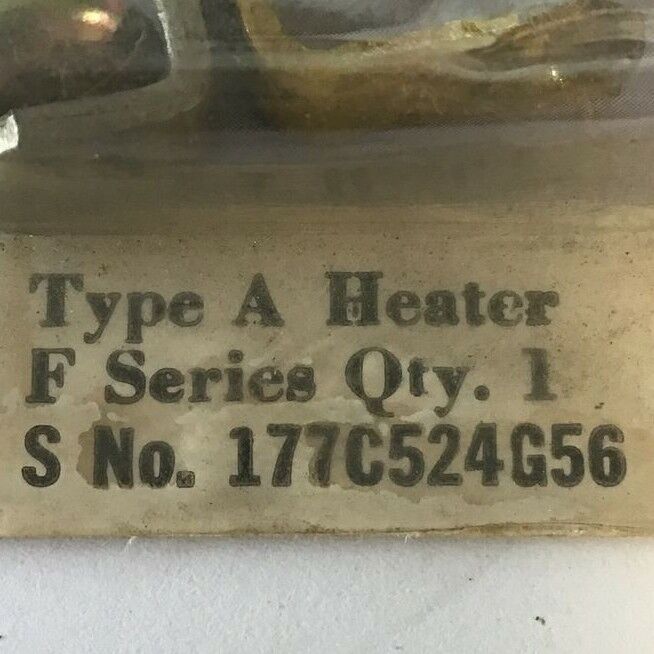 Type A Heater
F Series Qty. 1
S No. 177C524G56